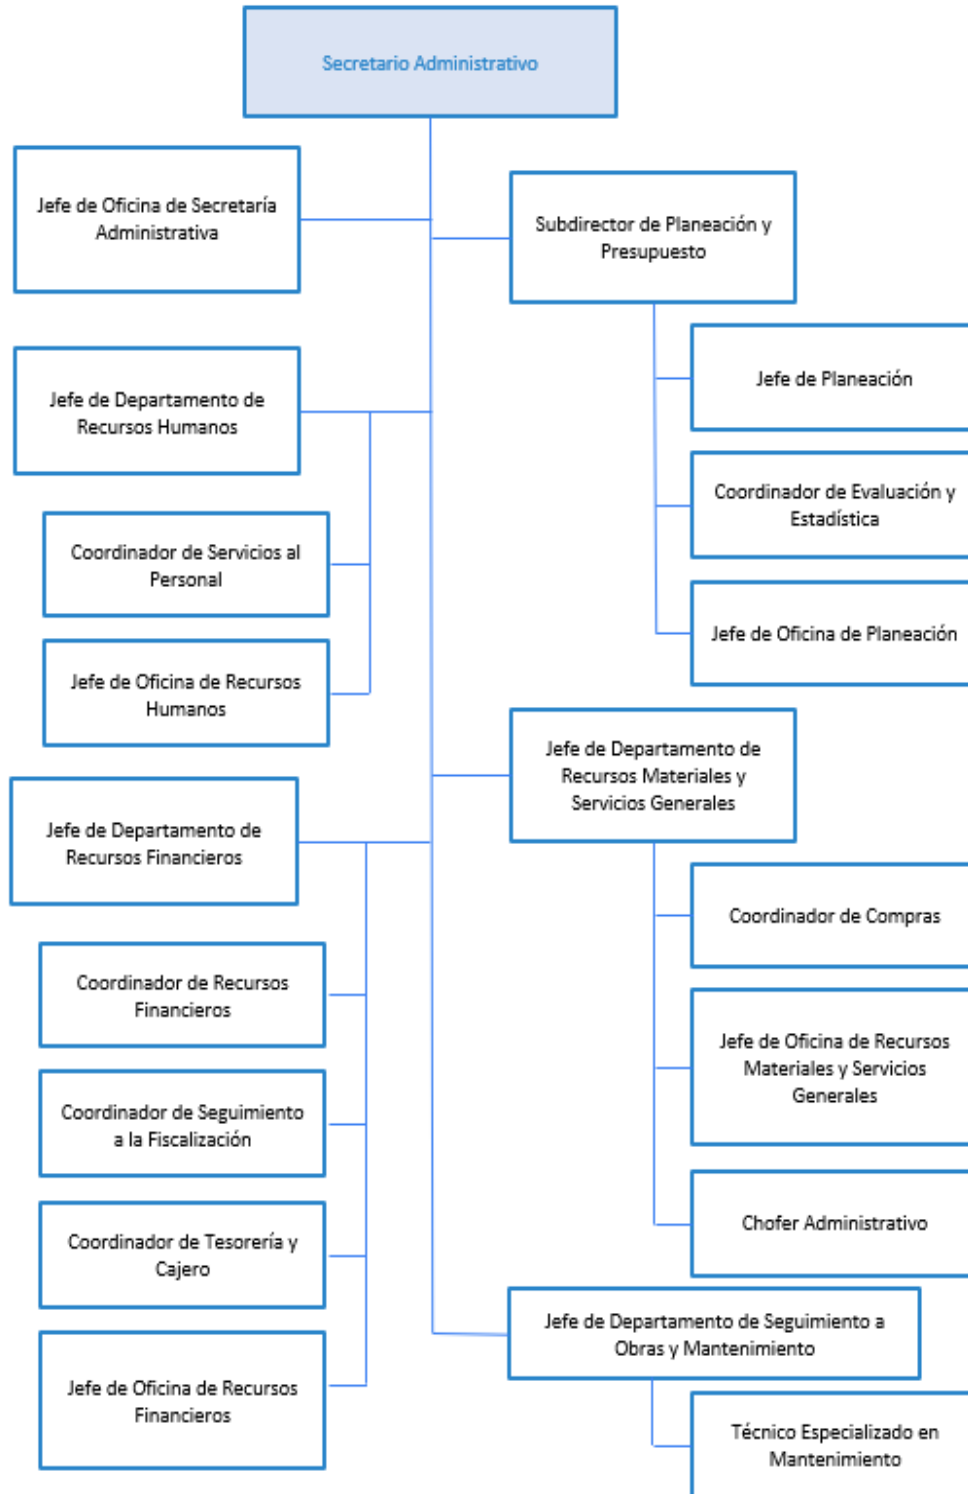 Secretario Administrativo
Jefe de Oficina de Secretaría
Administrativa
Subdirector de Planeación y
Presupuesto
Jefe de Planeación
Jefe de Departamento de
Recursos Humanos
Coordinador de Evaluación y
Estadística
Coordinador de Servicios al
Personal
Jefe de Oficina de Planeación
Jefe de Oficina de Recursos
Humanos
Jefe de Departamento de
Recursos Materiales y
Servicios Generales
Jefe de Departamento de
Recursos Financieros
Coordinador de Compras
Coordinador de Recursos
Financieros
Jefe de Oficina de Recursos
Materiales y Servicios
Generales
Coordinador de Seguimiento
a la Fiscalización
Chofer Administrativo
Coordinador de Tesorería y
Cajero
Jefe de Departamento de Seguimiento a
Obras y Mantenimiento
Jefe de Oficina de Recursos
Financieros
Técnico Especializado en
Mantenimiento